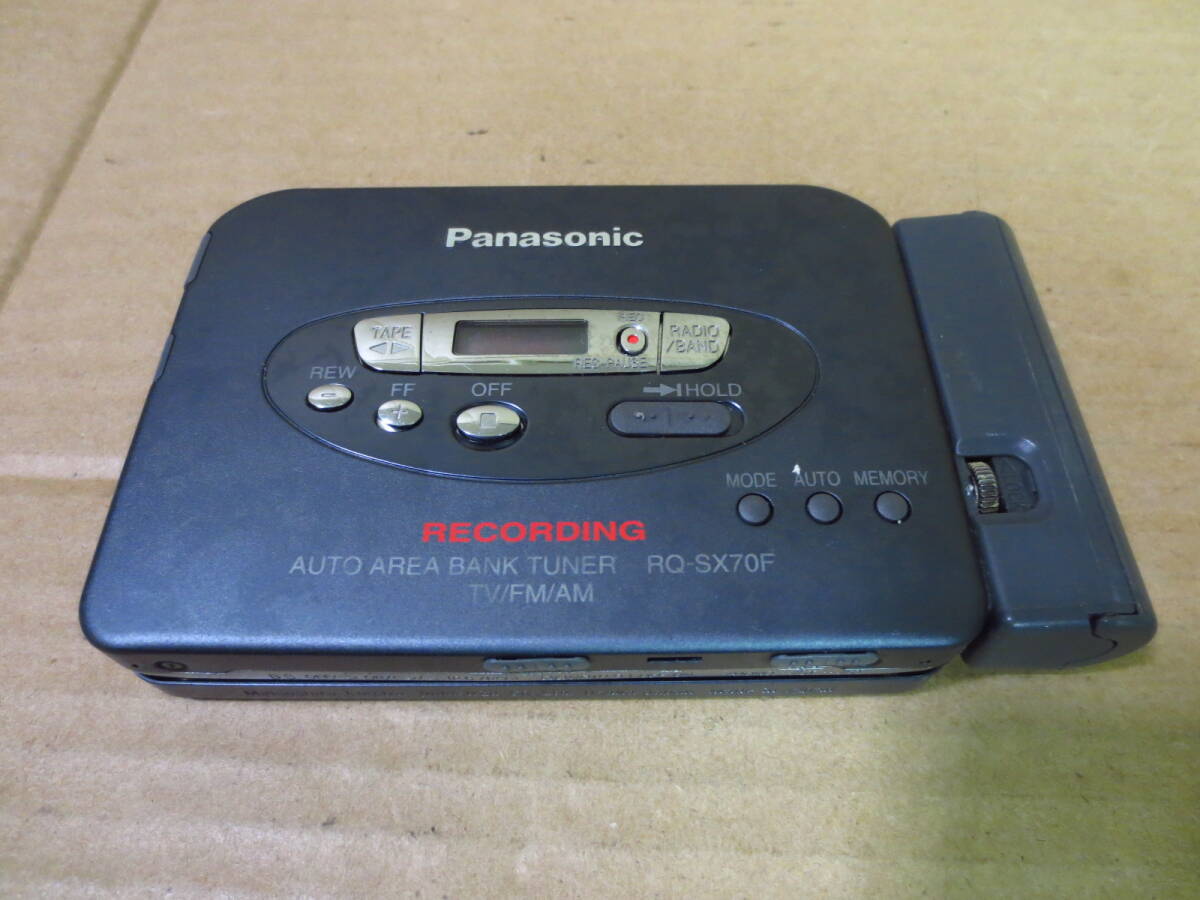 Panasonic
TAPE
REC
REC•PAUSE
RADIO
/BAND
REW
FF
OFF
HOLD
MODE
AUTO
MEMORY
RECORDING
AUTO AREA BANK TUNER RQ-SX70F
TV/FM/AM